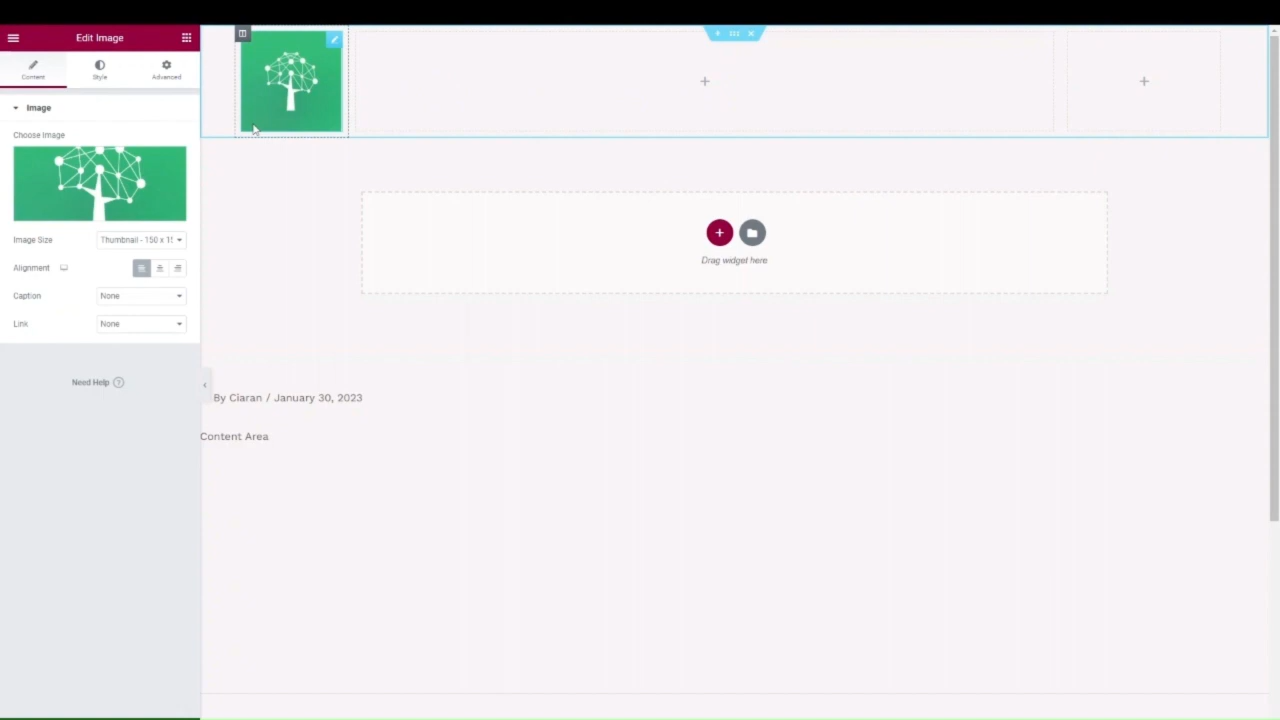 Edit Image
Content
Style
Advanced
Image
Choose Image
Image Size
Thumbnail - 150 x 15
Alignment
Caption
None
Link
None
Need Help ?
Drag widget here
By Ciaran / January 30, 2023
Content Area